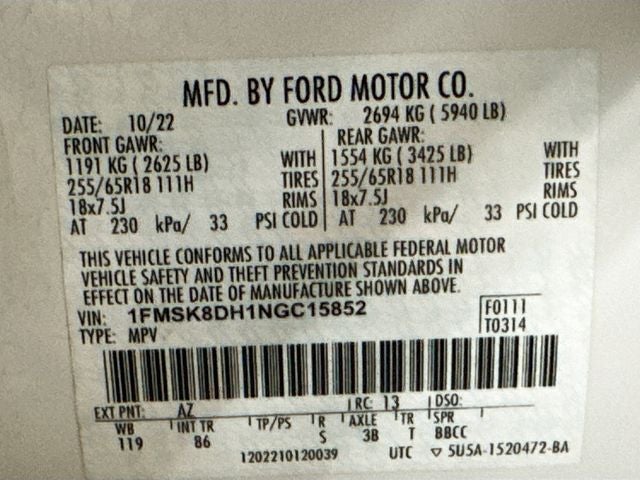 MFD. BY FORD MOTOR CO.
DATE: 10/22 GVWR: 2694 KG ( 5940 LB)
FRONT GAWR: REAR GAWR:
1191 KG ( 2625 LB) WITH 1554 KG ( 3425 LB) WITH
255/65R18 111H TIRES 255/65R18 111H TIRES
18x7.5J RIMS 18x7.5J RIMS
AT 230 kPa/ 33 PSI COLD AT 230 kPa/ 33 PSI COLD
THIS VEHICLE CONFORMS TO ALL APPLICABLE FEDERAL MOTOR
VEHICLE SAFETY AND THEFT PREVENTION STANDARDS IN
EFFECT ON THE DATE OF MANUFACTURE SHOWN ABOVE.
VIN: 1FMSK8DH1NGC15852 F0111
TYPE: MPV T0314
EXT PNT: AZ RC: 13 DSO:
WB INT TR TP/PS R AXLE TR SPR
119 86 S 3B T BBCC
1202210120039 UTC ▽ 5U5A-1520472-BA